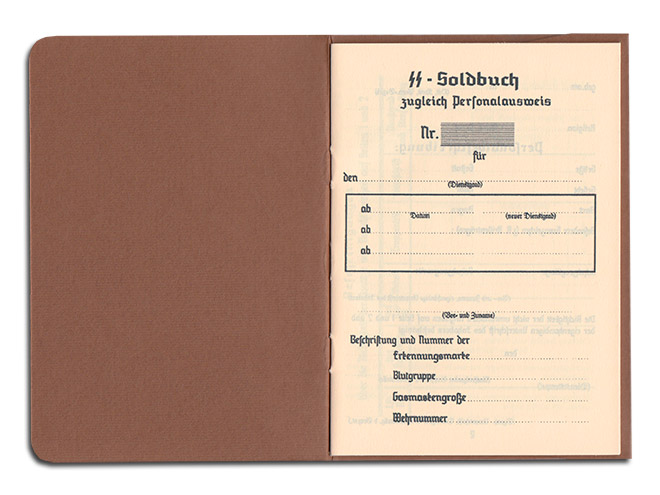 ᛋᛋ - Soldbuch
zugleich Personalausweis
Nr.
für
den
(Dienstgrad)
ab
Datum (neuer Dienstgrad)
ab
ab
(Vor- und Zuname)
Beschriftung und Nummer der
Erkennungsmarke
Blutgruppe
Gasmaskengröße
Wehrnummer